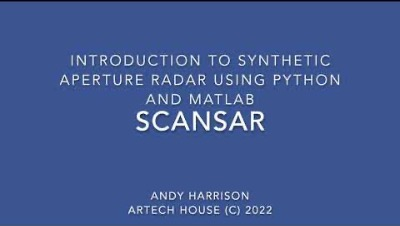 INTRODUCTION TO SYNTHETIC
APERTURE RADAR USING PYTHON
AND MATLAB
SCANSAR
ANDY HARRISON
ARTECH HOUSE (C) 2022